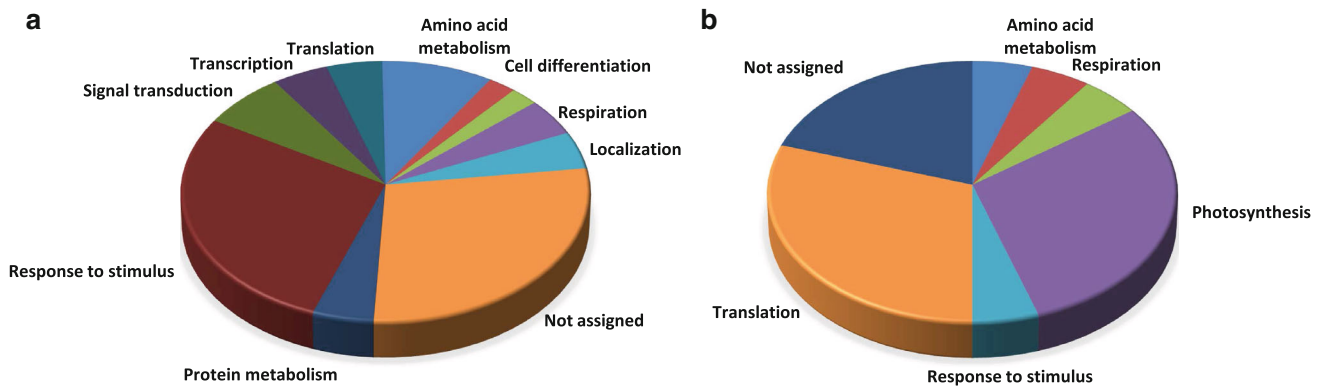 a
Amino acid
metabolism
Cell differentiation
Respiration
Localization
Not assigned
Protein metabolism
Response to stimulus
Signal transduction
Transcription
Translation
b
Amino acid
metabolism
Respiration
Photosynthesis
Response to stimulus
Translation
Not assigned